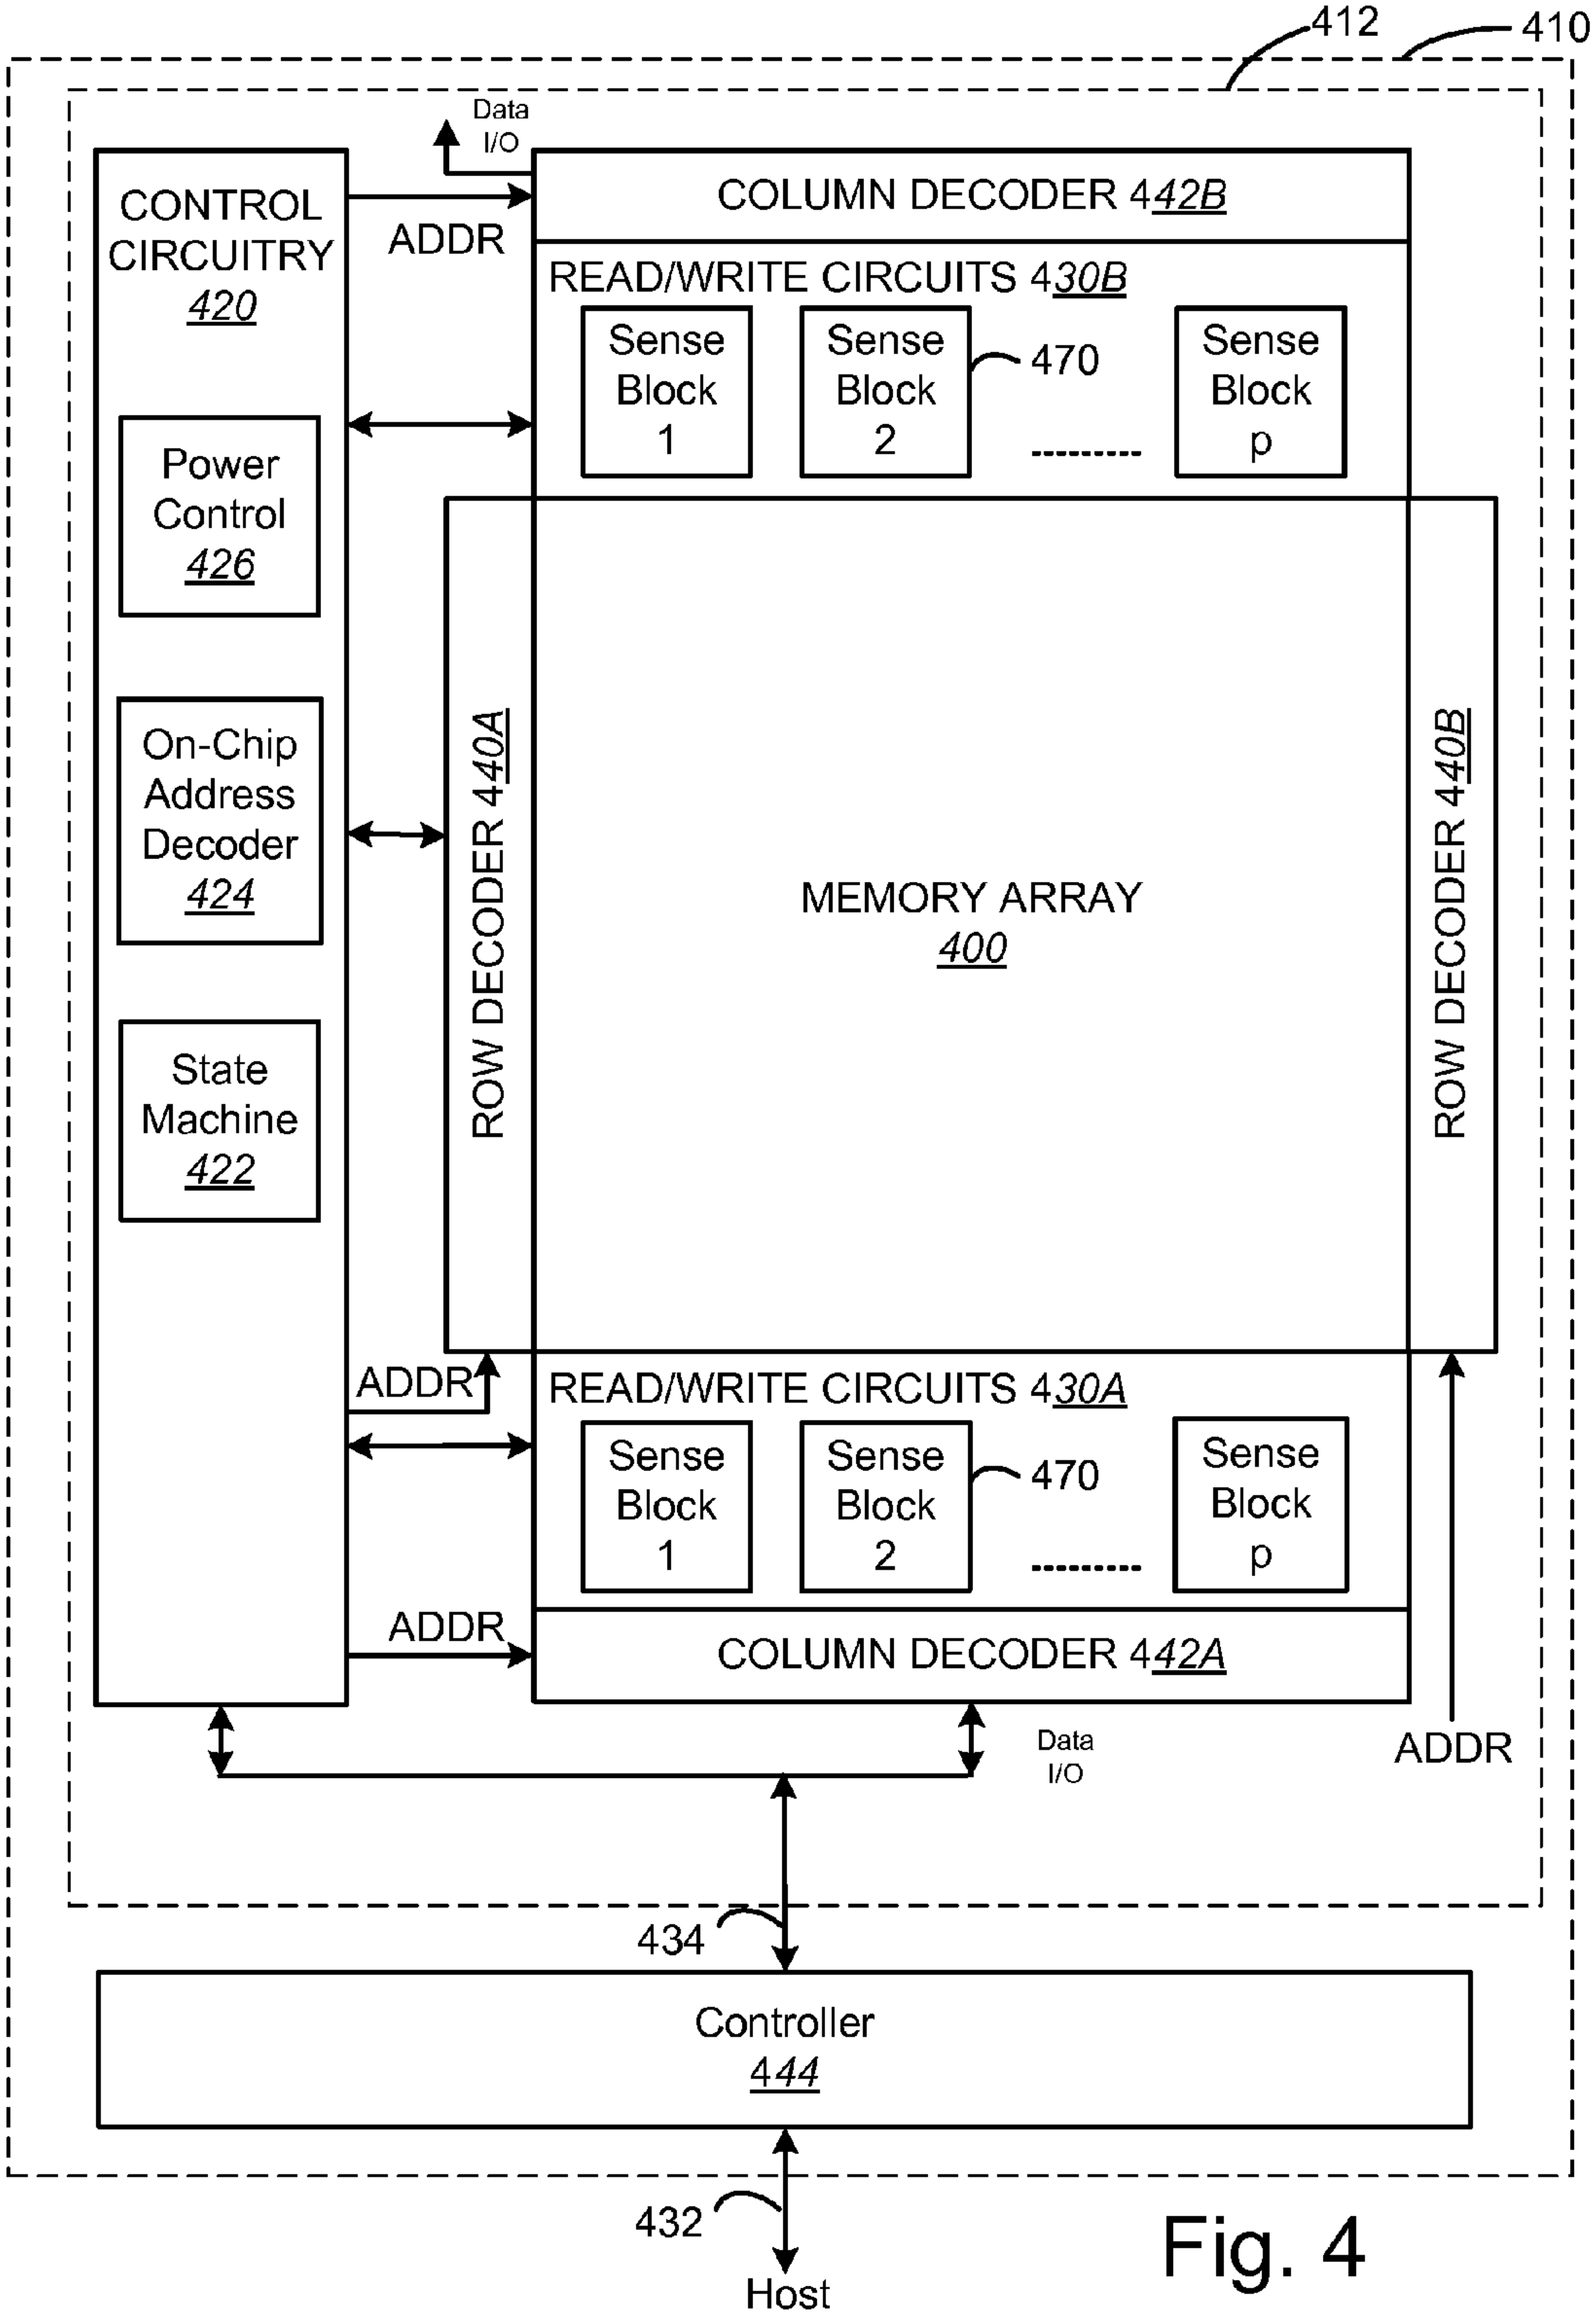 412
410
Data
I/O
CONTROL
CIRCUITRY
420
ADDR
COLUMN DECODER 442B
READ/WRITE CIRCUITS 430B
Sense
Block
1
Sense
Block
2
470
.........
Sense
Block
p
Power
Control
426
On-Chip
Address
Decoder
424
State
Machine
422
ROW DECODER 440A
MEMORY ARRAY
400
ROW DECODER 440B
ADDR
READ/WRITE CIRCUITS 430A
Sense
Block
1
Sense
Block
2
470
.........
Sense
Block
p
ADDR
COLUMN DECODER 442A
Data
I/O
ADDR
434
Controller
444
432
Host
Fig. 4